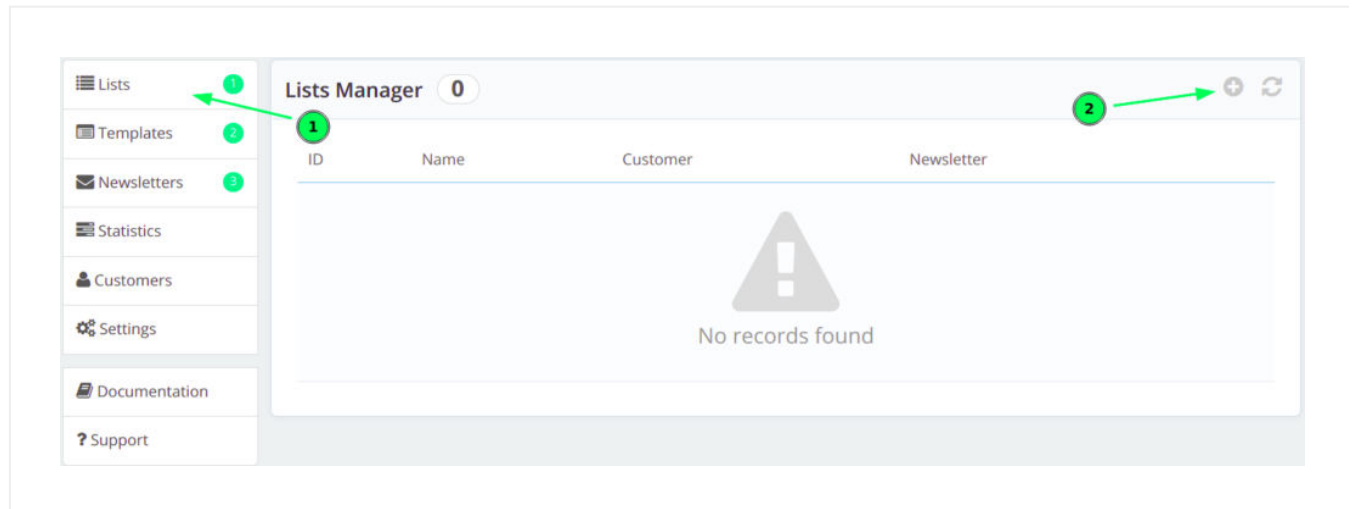 Lists 1
Templates 2
Newsletters 3
Statistics
Customers
Settings
Documentation
? Support
Lists Manager 0
1
2
ID Name Customer Newsletter
No records found